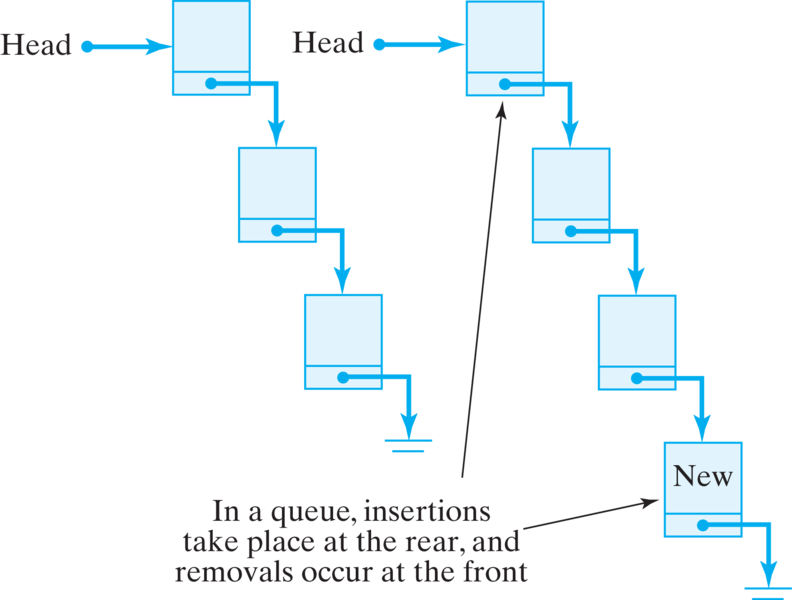 Head
Head
New
In a queue, insertions
take place at the rear, and
removals occur at the front